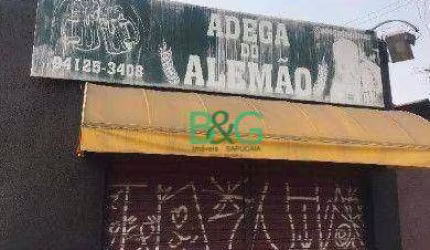 ADEGA
DO
ALEMÃO
94125-3408
B&G
Imóveis SAPUCAIA